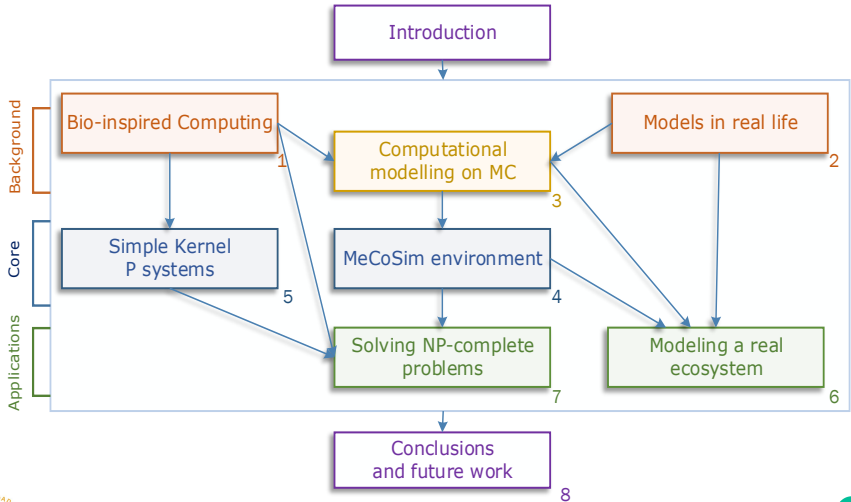 Introduction
Background
Bio-inspired Computing
1
Computational
modelling on MC
3
Models in real life
2
Core
Simple Kernel
P systems
5
MeCoSim environment
4
Applications
Solving NP-complete
problems
7
Modeling a real
ecosystem
6
Conclusions
and future work
8